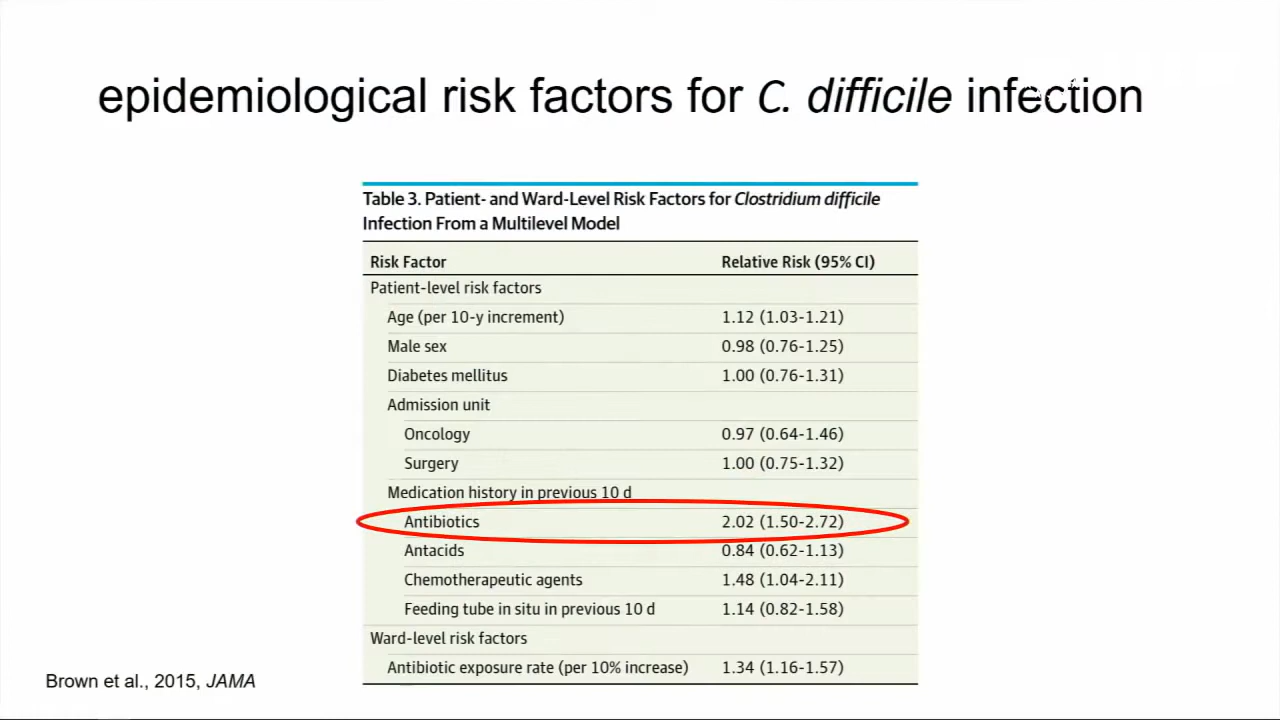 epidemiological risk factors for C. difficile infection
Table 3. Patient- and Ward-Level Risk Factors for Clostridium difficile
Infection From a Multilevel Model
Risk Factor Relative Risk (95% CI)
Patient-level risk factors
Age (per 10-y increment) 1.12 (1.03-1.21)
Male sex 0.98 (0.76-1.25)
Diabetes mellitus 1.00 (0.76-1.31)
Admission unit
Oncology 0.97 (0.64-1.46)
Surgery 1.00 (0.75-1.32)
Medication history in previous 10 d
Antibiotics 2.02 (1.50-2.72)
Antacids 0.84 (0.62-1.13)
Chemotherapeutic agents 1.48 (1.04-2.11)
Feeding tube in situ in previous 10 d 1.14 (0.82-1.58)
Ward-level risk factors
Antibiotic exposure rate (per 10% increase) 1.34 (1.16-1.57)
Brown et al., 2015, JAMA